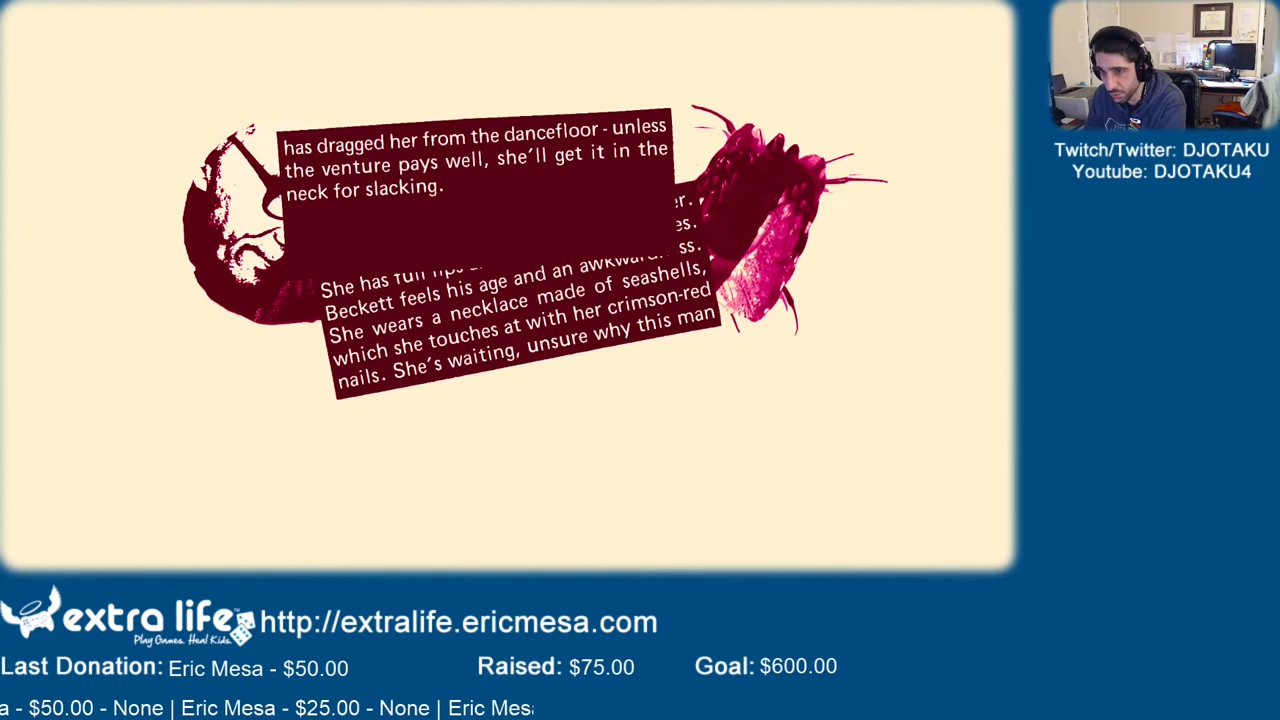 has dragged her from the dancefloor - unless
the venture pays well, she'll get it in the
neck for slacking.
er.
es.
ss.
She has full lips
Beckett feels his age and an awkward
She wears a necklace made of seashells,
which she touches at with her crimson-red
nails. She's waiting, unsure why this man
Twitch/Twitter: DJOTAKU
Youtube: DJOTAKU4
extra life
Play Games. Heal Kids.
http://extralife.ericmesa.com
Last Donation: Eric Mesa - $50.00
Raised: $75.00
Goal: $600.00
a - $50.00 - None | Eric Mesa - $25.00 - None | Eric Mesa